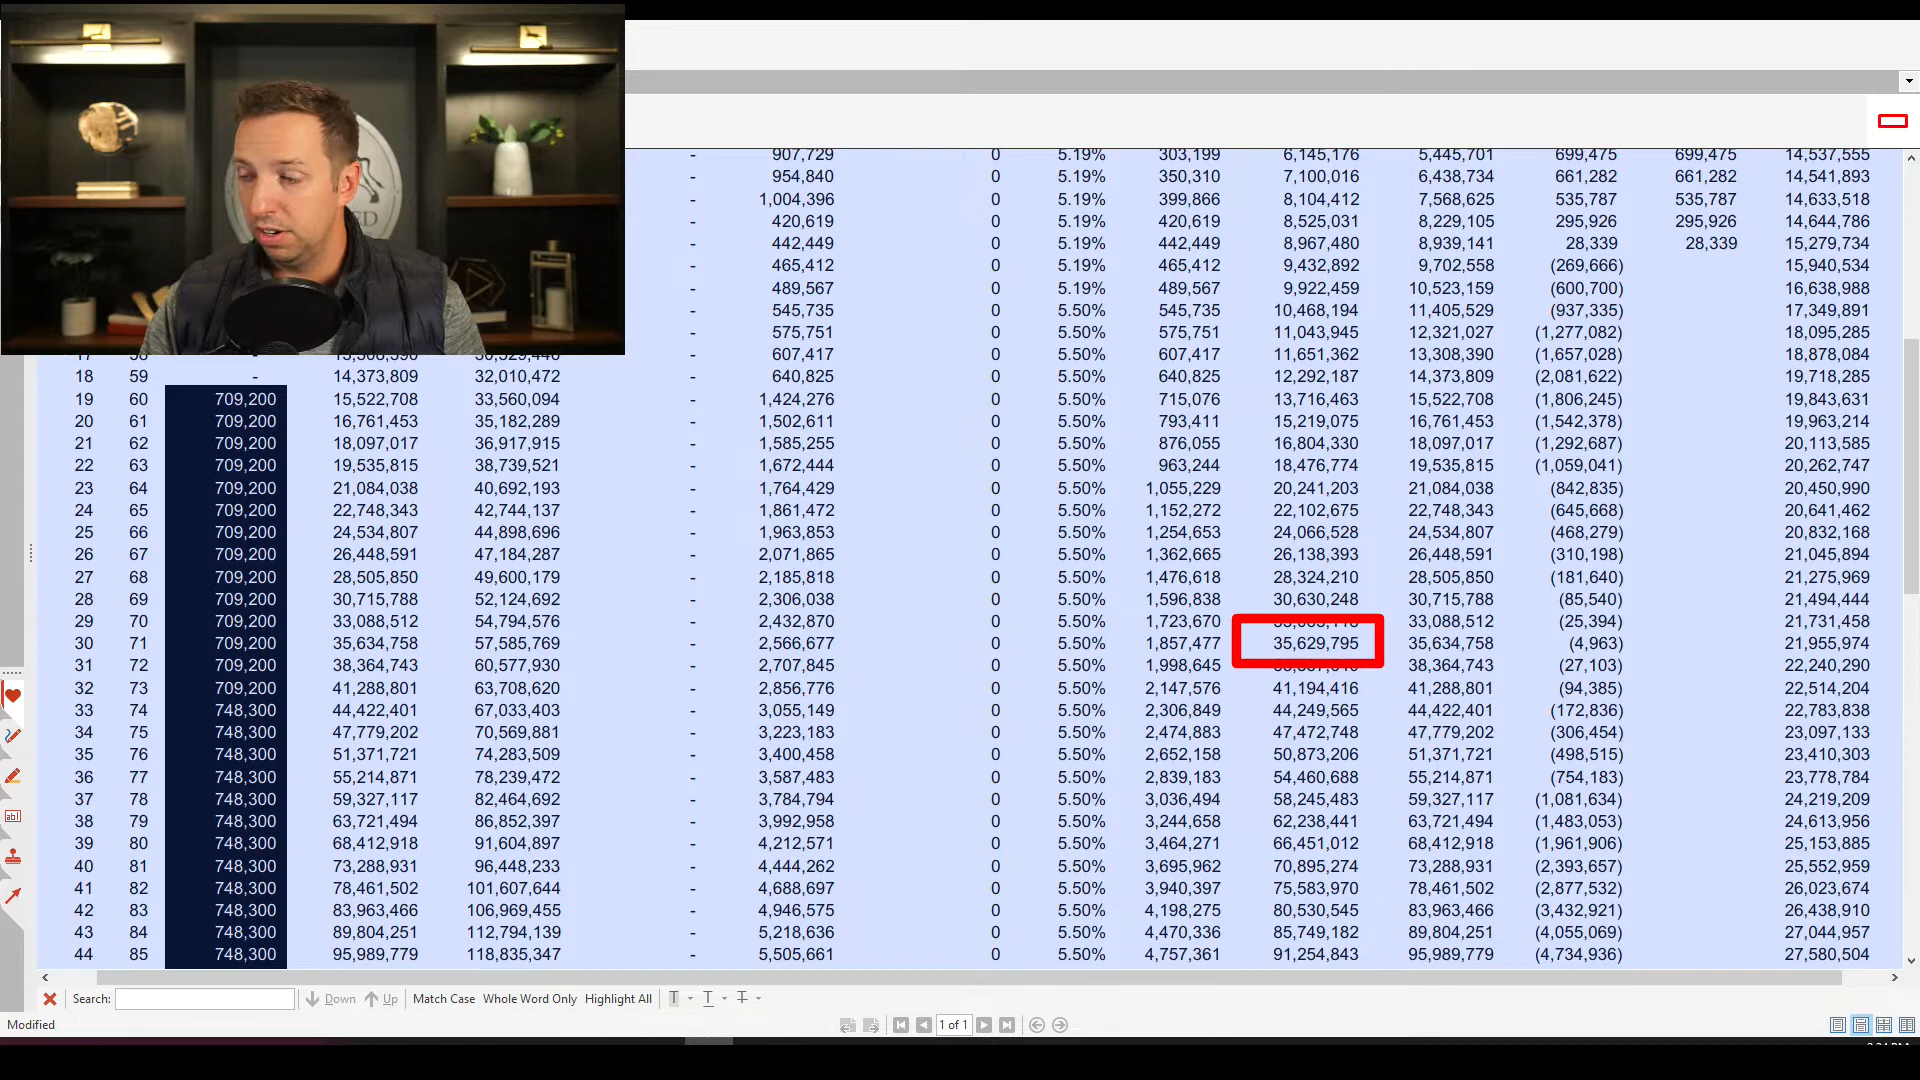 - 907,729 0 5.19% 303,199 6,145,176 5,445,701 699,475 699,475 14,537,555
- 954,840 0 5.19% 350,310 7,100,016 6,438,734 661,282 661,282 14,541,893
- 1,004,396 0 5.19% 399,866 8,104,412 7,568,625 535,787 535,787 14,633,518
- 420,619 0 5.19% 420,619 8,525,031 8,229,105 295,926 295,926 14,644,786
- 442,449 0 5.19% 442,449 8,967,480 8,939,141 28,339 28,339 15,279,734
- 465,412 0 5.19% 465,412 9,432,892 9,702,558 (269,666) 15,940,534
- 489,567 0 5.19% 489,567 9,922,459 10,523,159 (600,700) 16,638,988
- 545,735 0 5.50% 545,735 10,468,194 11,405,529 (937,335) 17,349,891
- 575,751 0 5.50% 575,751 11,043,945 12,321,027 (1,277,082) 18,095,285
- 607,417 0 5.50% 607,417 11,651,362 13,308,390 (1,657,028) 18,878,084
18 59 - 14,373,809 32,010,472 - 640,825 0 5.50% 640,825 12,292,187 14,373,809 (2,081,622) 19,718,285
19 60 709,200 15,522,708 33,560,094 - 1,424,276 0 5.50% 715,076 13,716,463 15,522,708 (1,806,245) 19,843,631
20 61 709,200 16,761,453 35,182,289 - 1,502,611 0 5.50% 793,411 15,219,075 16,761,453 (1,542,378) 19,963,214
21 62 709,200 18,097,017 36,917,915 - 1,585,255 0 5.50% 876,055 16,804,330 18,097,017 (1,292,687) 20,113,585
22 63 709,200 19,535,815 38,739,521 - 1,672,444 0 5.50% 963,244 18,476,774 19,535,815 (1,059,041) 20,262,747
23 64 709,200 21,084,038 40,692,193 - 1,764,429 0 5.50% 1,055,229 20,241,203 21,084,038 (842,835) 20,450,990
24 65 709,200 22,748,343 42,744,137 - 1,861,472 0 5.50% 1,152,272 22,102,675 22,748,343 (645,668) 20,641,462
25 66 709,200 24,534,807 44,898,696 - 1,963,853 0 5.50% 1,254,653 24,066,528 24,534,807 (468,279) 20,832,168
26 67 709,200 26,448,591 47,184,287 - 2,071,865 0 5.50% 1,362,665 26,138,393 26,448,591 (310,198) 21,045,894
27 68 709,200 28,505,850 49,600,179 - 2,185,818 0 5.50% 1,476,618 28,324,210 28,505,850 (181,640) 21,275,969
28 69 709,200 30,715,788 52,124,692 - 2,306,038 0 5.50% 1,596,838 30,630,248 30,715,788 (85,540) 21,494,444
29 70 709,200 33,088,512 54,794,576 - 2,432,870 0 5.50% 1,723,670 33,088,512 (25,394) 21,731,458
30 71 709,200 35,634,758 57,585,769 - 2,566,677 0 5.50% 1,857,477 35,629,795 35,634,758 (4,963) 21,955,974
31 72 709,200 38,364,743 60,577,930 - 2,707,845 0 5.50% 1,998,645 38,364,743 (27,103) 22,240,290
32 73 709,200 41,288,801 63,708,620 - 2,856,776 0 5.50% 2,147,576 41,194,416 41,288,801 (94,385) 22,514,204
33 74 748,300 44,422,401 67,033,403 - 3,055,149 0 5.50% 2,306,849 44,249,565 44,422,401 (172,836) 22,783,838
34 75 748,300 47,779,202 70,569,881 - 3,223,183 0 5.50% 2,474,883 47,472,748 47,779,202 (306,454) 23,097,133
35 76 748,300 51,371,721 74,283,509 - 3,400,458 0 5.50% 2,652,158 50,873,206 51,371,721 (498,515) 23,410,303
36 77 748,300 55,214,871 78,239,472 - 3,587,483 0 5.50% 2,839,183 54,460,688 55,214,871 (754,183) 23,778,784
37 78 748,300 59,327,117 82,464,692 - 3,784,794 0 5.50% 3,036,494 58,245,483 59,327,117 (1,081,634) 24,219,209
38 79 748,300 63,721,494 86,852,397 - 3,992,958 0 5.50% 3,244,658 62,238,441 63,721,494 (1,483,053) 24,613,956
39 80 748,300 68,412,918 91,604,897 - 4,212,571 0 5.50% 3,464,271 66,451,012 68,412,918 (1,961,906) 25,153,885
40 81 748,300 73,288,931 96,448,233 - 4,444,262 0 5.50% 3,695,962 70,895,274 73,288,931 (2,393,657) 25,552,959
41 82 748,300 78,461,502 101,607,644 - 4,688,697 0 5.50% 3,940,397 75,583,970 78,461,502 (2,877,532) 26,023,674
42 83 748,300 83,963,466 106,969,455 - 4,946,575 0 5.50% 4,198,275 80,530,545 83,963,466 (3,432,921) 26,438,910
43 84 748,300 89,804,251 112,794,139 - 5,218,636 0 5.50% 4,470,336 85,749,182 89,804,251 (4,055,069) 27,044,957
44 85 748,300 95,989,779 118,835,347 - 5,505,661 0 5.50% 4,757,361 91,254,843 95,989,779 (4,734,936) 27,580,504
Search: Down Up Match Case Whole Word Only Highlight All
Modified
1 of 1